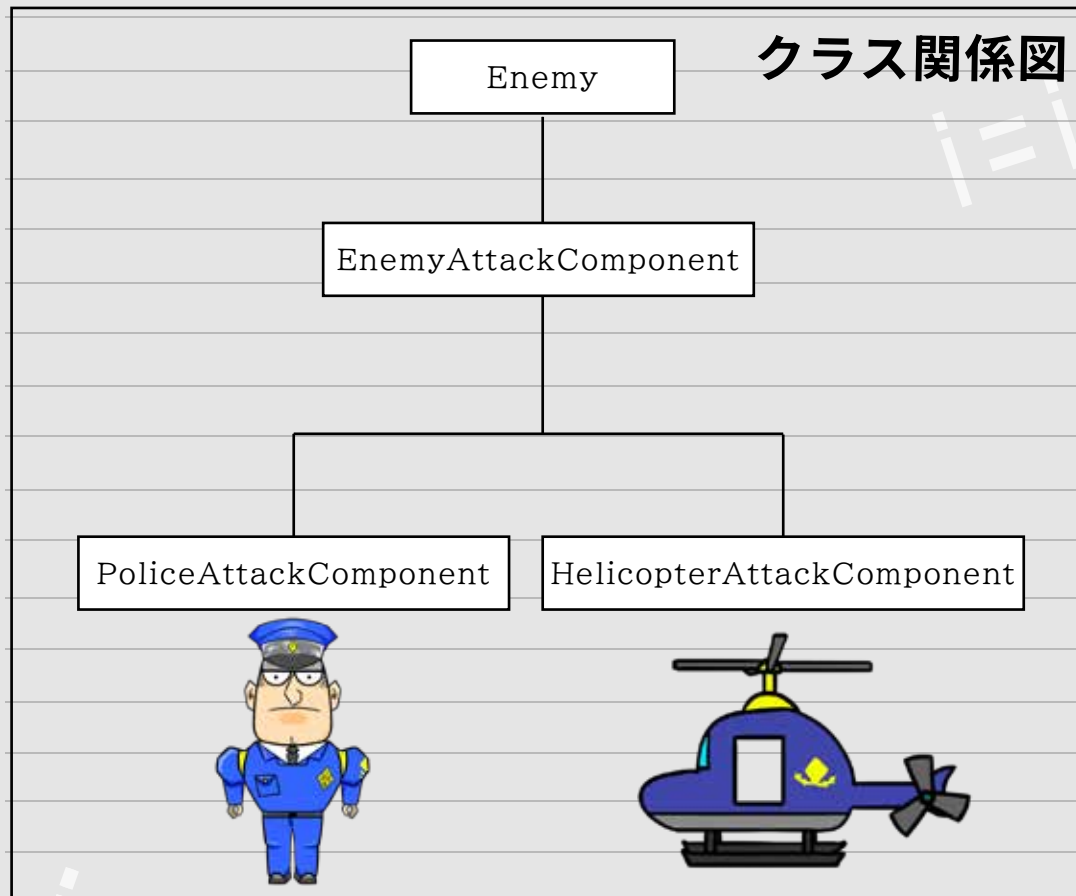 クラス関係図
Enemy
EnemyAttackComponent
PoliceAttackComponent
HelicopterAttackComponent